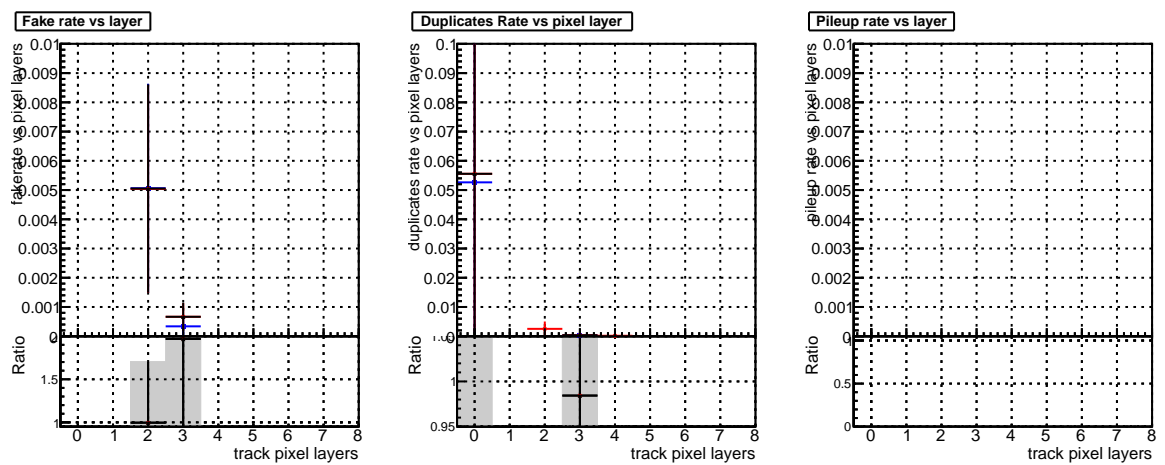 Fake rate vs layer
fakerate vs pixel layers
0.01
0.009
0.008
0.007
0.006
0.005
0.004
0.003
0.002
0.001
0
Ratio
2
1.5
1
0 1 2 3 4 5 6 7 8
track pixel layers
Duplicates Rate vs pixel layer
duplicates rate vs pixel layers
0.1
0.09
0.08
0.07
0.06
0.05
0.04
0.03
0.02
0.01
0
Ratio
1
0.95
0 1 2 3 4 5 6 7 8
track pixel layers
Pileup rate vs layer
pileup rate vs pixel layers
0.01
0.009
0.008
0.007
0.006
0.005
0.004
0.003
0.002
0.001
0
Ratio
1
0.5
0
0 1 2 3 4 5 6 7 8
track pixel layers